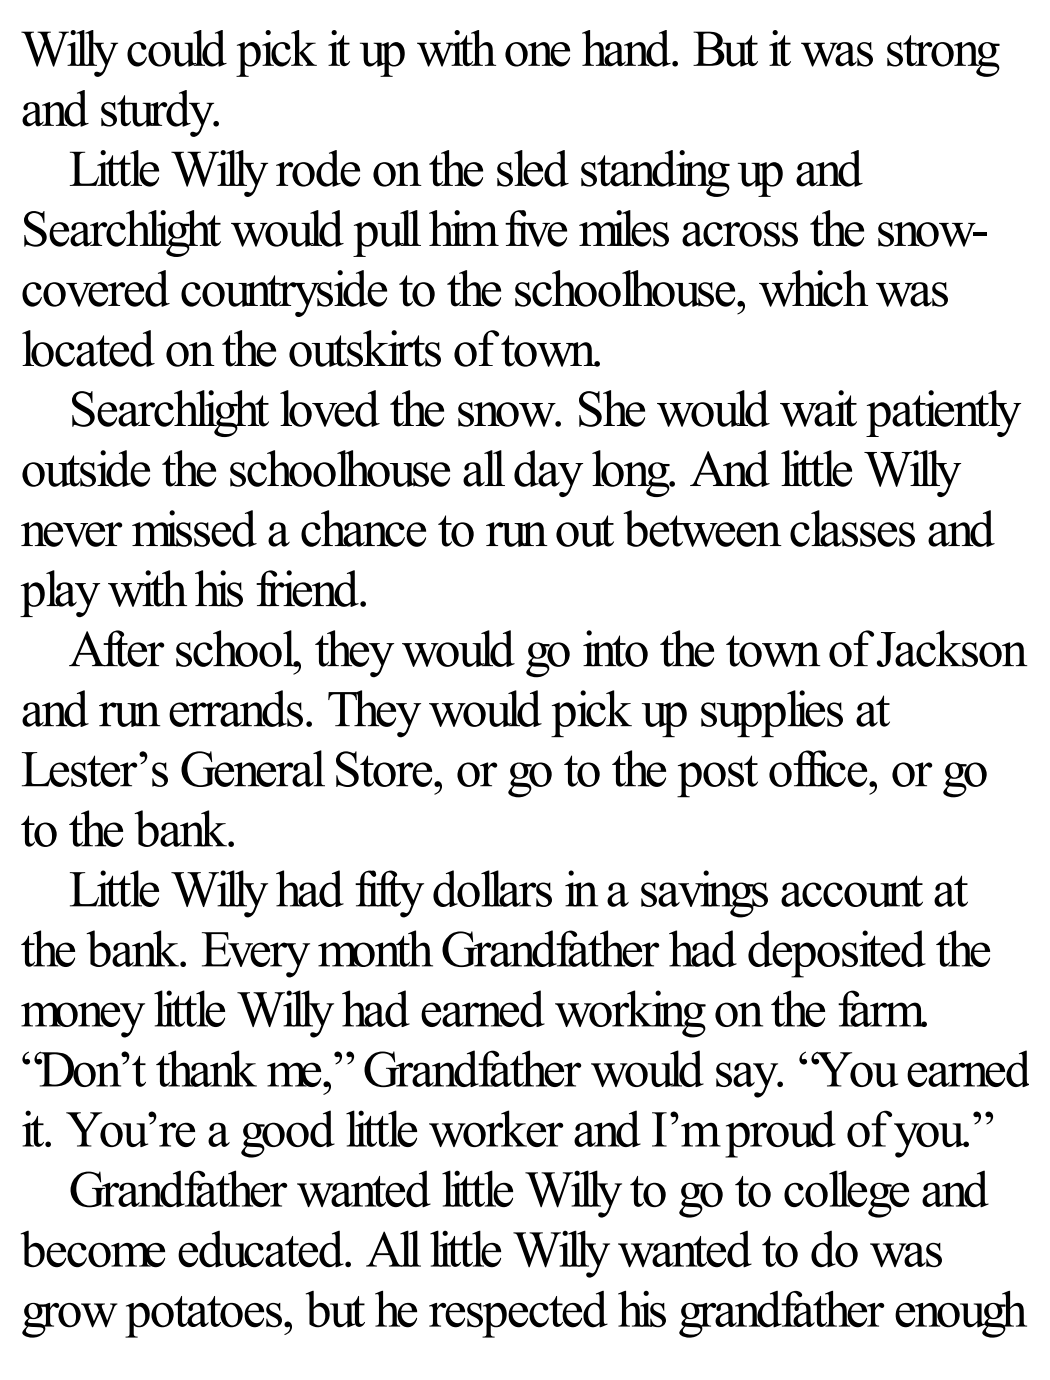 Willy could pick it up with one hand. But it was strong
and sturdy.
Little Willy rode on the sled standing up and
Searchlight would pull him five miles across the snow-
covered countryside to the schoolhouse, which was
located on the outskirts of town.
Searchlight loved the snow. She would wait patiently
outside the schoolhouse all day long. And little Willy
never missed a chance to run out between classes and
play with his friend.
After school, they would go into the town of Jackson
and run errands. They would pick up supplies at
Lester’s General Store, or go to the post office, or go
to the bank.
Little Willy had fifty dollars in a savings account at
the bank. Every month Grandfather had deposited the
money little Willy had earned working on the farm.
“Don’t thank me,” Grandfather would say. “You earned
it. You’re a good little worker and I’m proud of you.”
Grandfather wanted little Willy to go to college and
become educated. All little Willy wanted to do was
grow potatoes, but he respected his grandfather enough